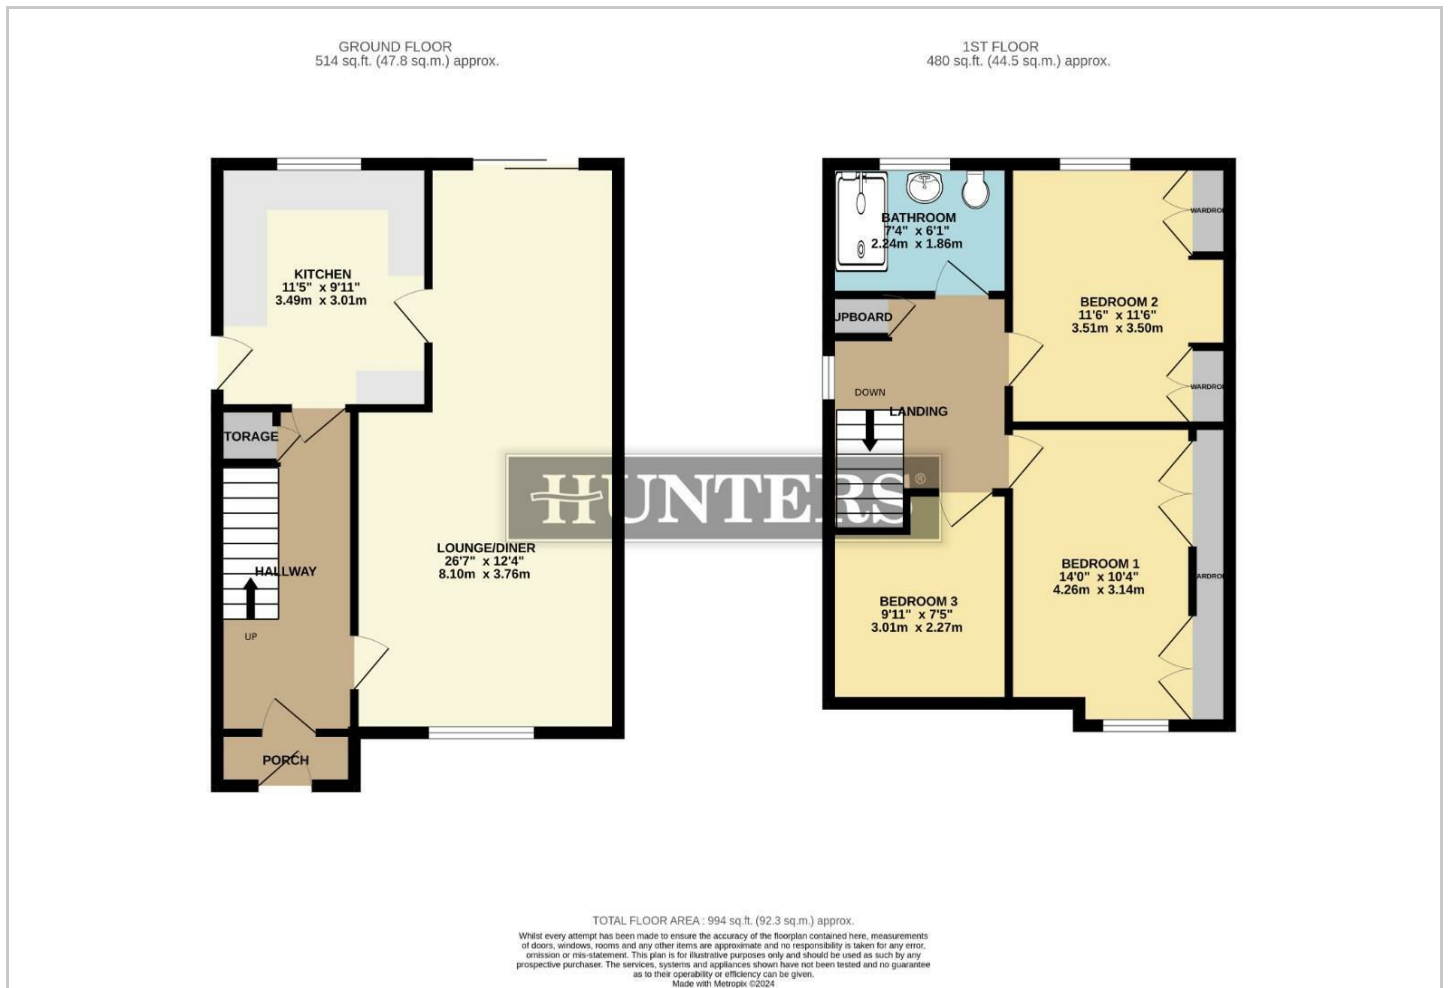 GROUND FLOOR
514 sq.ft. (47.8 sq.m.) approx.
1ST FLOOR
480 sq.ft. (44.5 sq.m.) approx.
KITCHEN
11'5" x 9'11"
3.49m x 3.01m
TORAGE
HALLWAY
UP
PORCH
LOUNGE/DINER
26'7" x 12'4"
8.10m x 3.76m
BATHROOM
7'4" x 6'1"
2.24m x 1.86m
UPBOARD
DOWN
LANDING
BEDROOM 2
11'6" x 11'6"
3.51m x 3.50m
WARDROB
WARDROB
BEDROOM 1
14'0" x 10'4"
4.26m x 3.14m
ARDROB
BEDROOM 3
9'11" x 7'5"
3.01m x 2.27m
HUNTERS®
TOTAL FLOOR AREA : 994 sq.ft. (92.3 sq.m.) approx.
Whilst every attempt has been made to ensure the accuracy of the floorplan contained here, measurements
of doors, windows, rooms and any other items are approximate and no responsibility is taken for any error,
omission or mis-statement. This plan is for illustrative purposes only and should be used as such by any
prospective purchaser. The services, systems and appliances shown have not been tested and no guarantee
as to their operability or efficiency can be given.
Made with Metropix ©2024